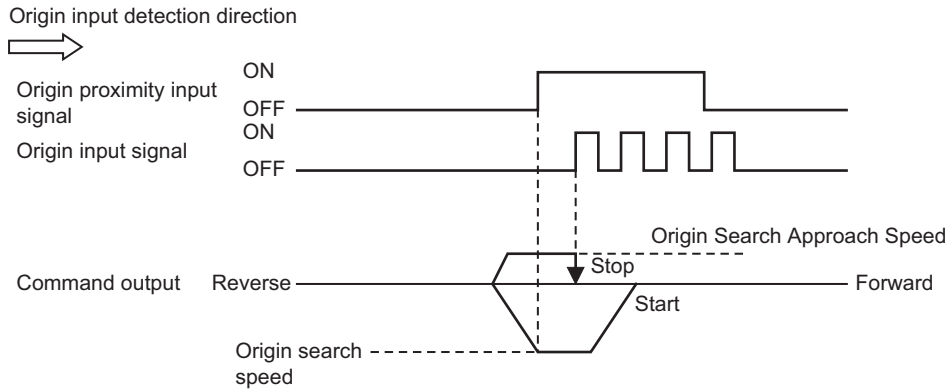 Origin input detection direction
ON
Origin proximity input
signal
OFF
ON
Origin input signal
OFF
Origin Search Approach Speed
Stop
Command output
Reverse
Forward
Start
Origin search
speed